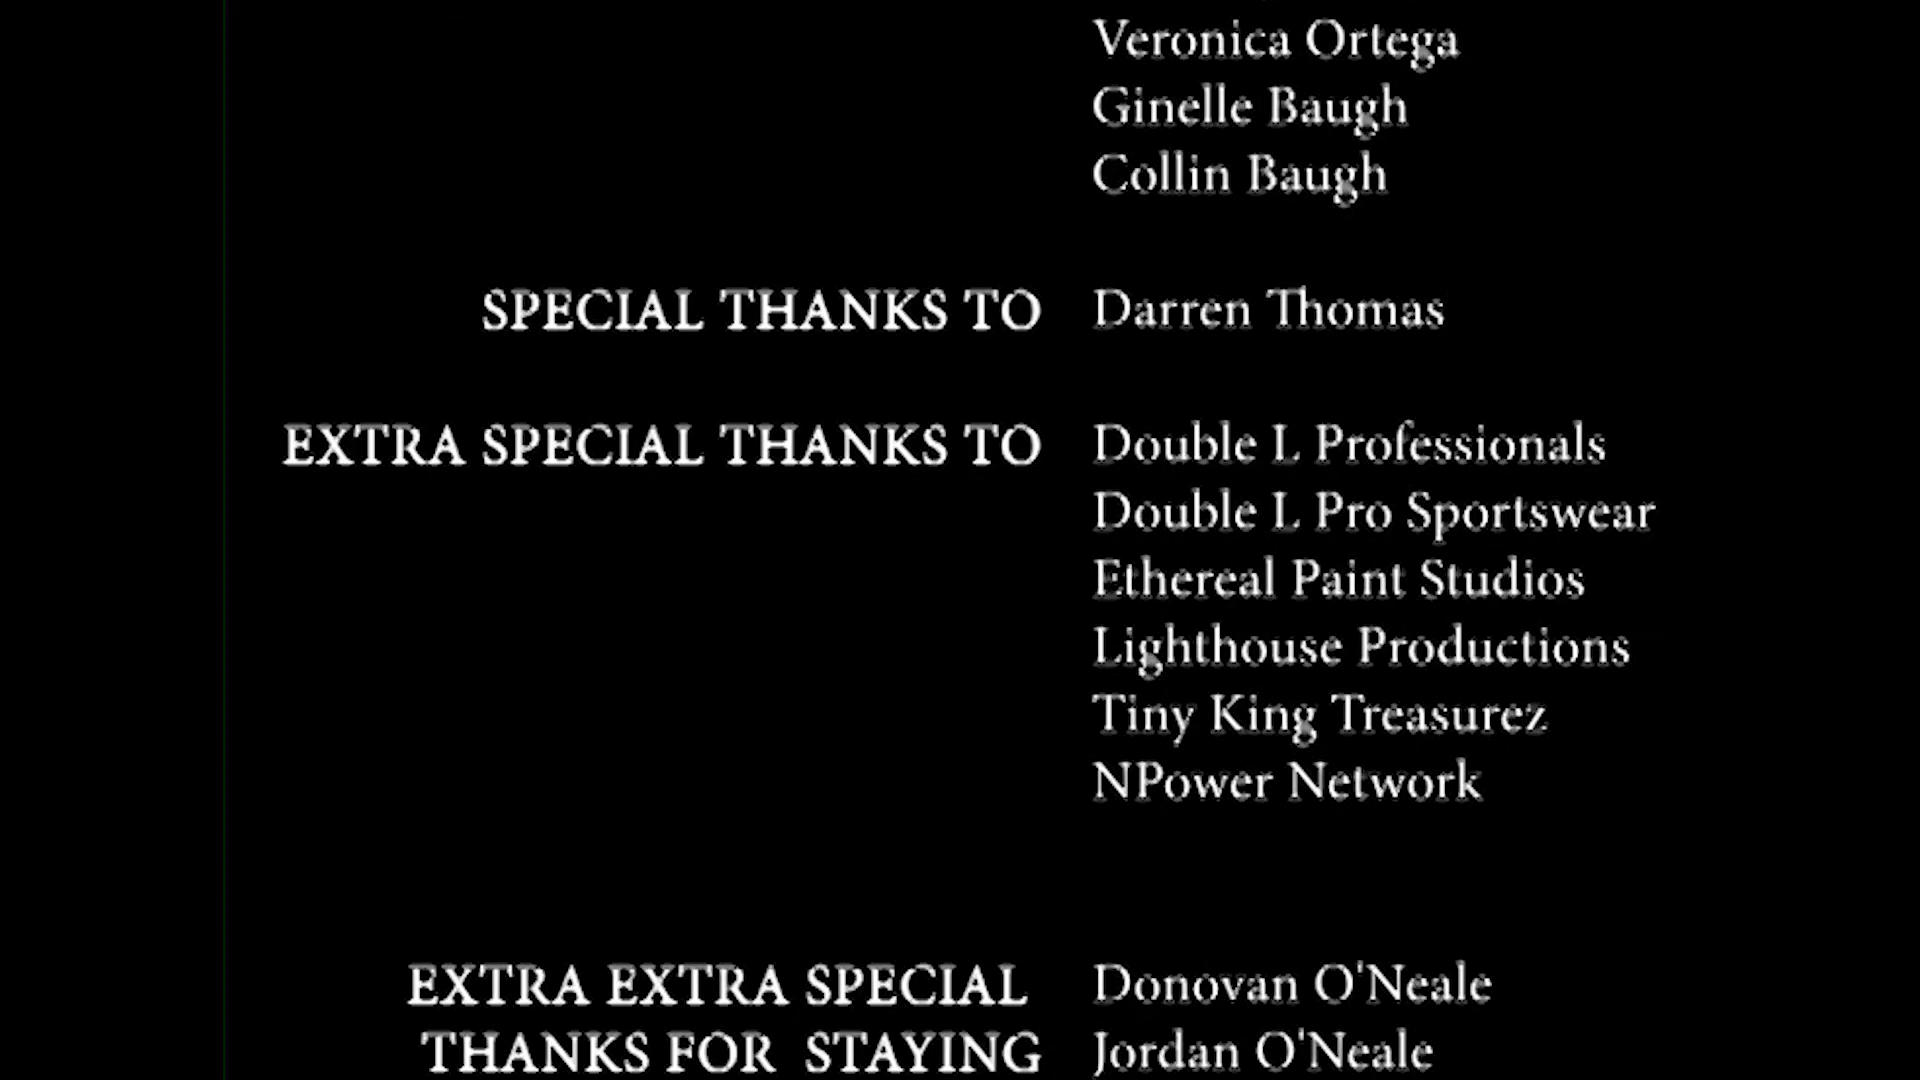 Veronica Ortega
Ginelle Baugh
Collin Baugh
SPECIAL THANKS TO Darren Thomas
EXTRA SPECIAL THANKS TO Double L Professionals
Double L Pro Sportswear
Ethereal Paint Studios
Lighthouse Productions
Tiny King Treasurez
NPower Network
EXTRA EXTRA SPECIAL Donovan O'Neale
THANKS FOR STAYING Jordan O'Neale